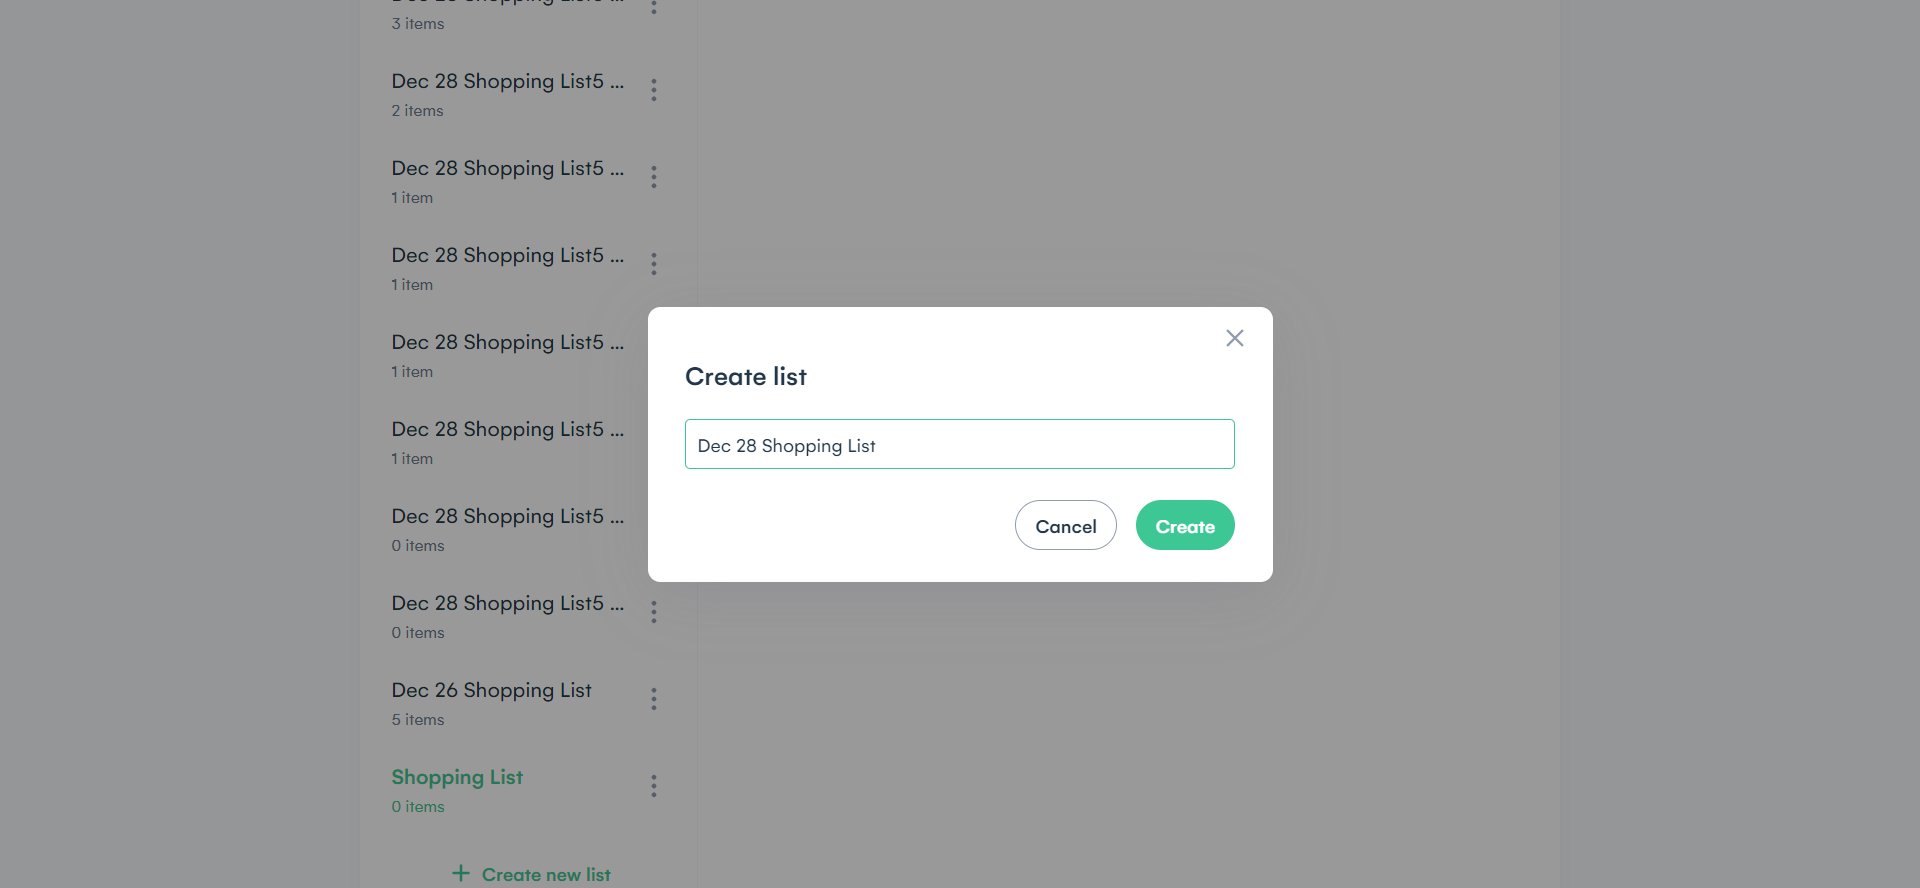 3 items
Dec 28 Shopping List5 ...
2 items
Dec 28 Shopping List5 ...
1 item
Dec 28 Shopping List5 ...
1 item
Dec 28 Shopping List5 ...
1 item
Dec 28 Shopping List5 ...
1 item
Dec 28 Shopping List5 ...
0 items
Dec 28 Shopping List5 ...
0 items
Dec 26 Shopping List
5 items
Shopping List
0 items
Create new list
Create list
Dec 28 Shopping List
Cancel
Create